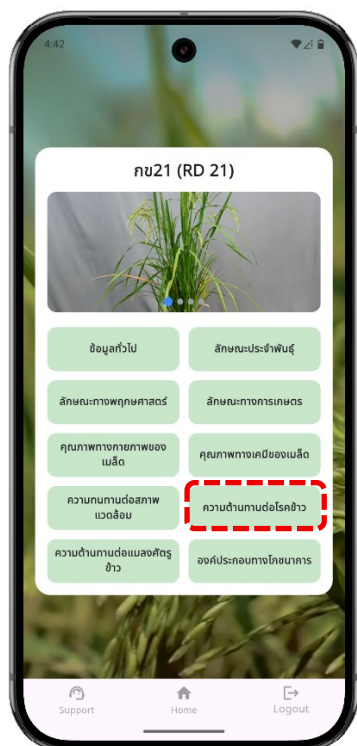 4:42
กข21 (RD 21)
ข้อมูลทั่วไป
ลักษณะประจำพันธุ์
ลักษณะทางพฤกษศาสตร์
ลักษณะทางการเกษตร
คุณภาพทางกายภาพของ
เมล็ด
คุณภาพทางเคมีของเมล็ด
ความทนทานต่อสภาพ
แวดล้อม
ความต้านทานต่อโรคข้าว
ความต้านทานต่อแมลงศัตรู
ข้าว
องค์ประกอบทางโภชนาการ
Support
Home
Logout